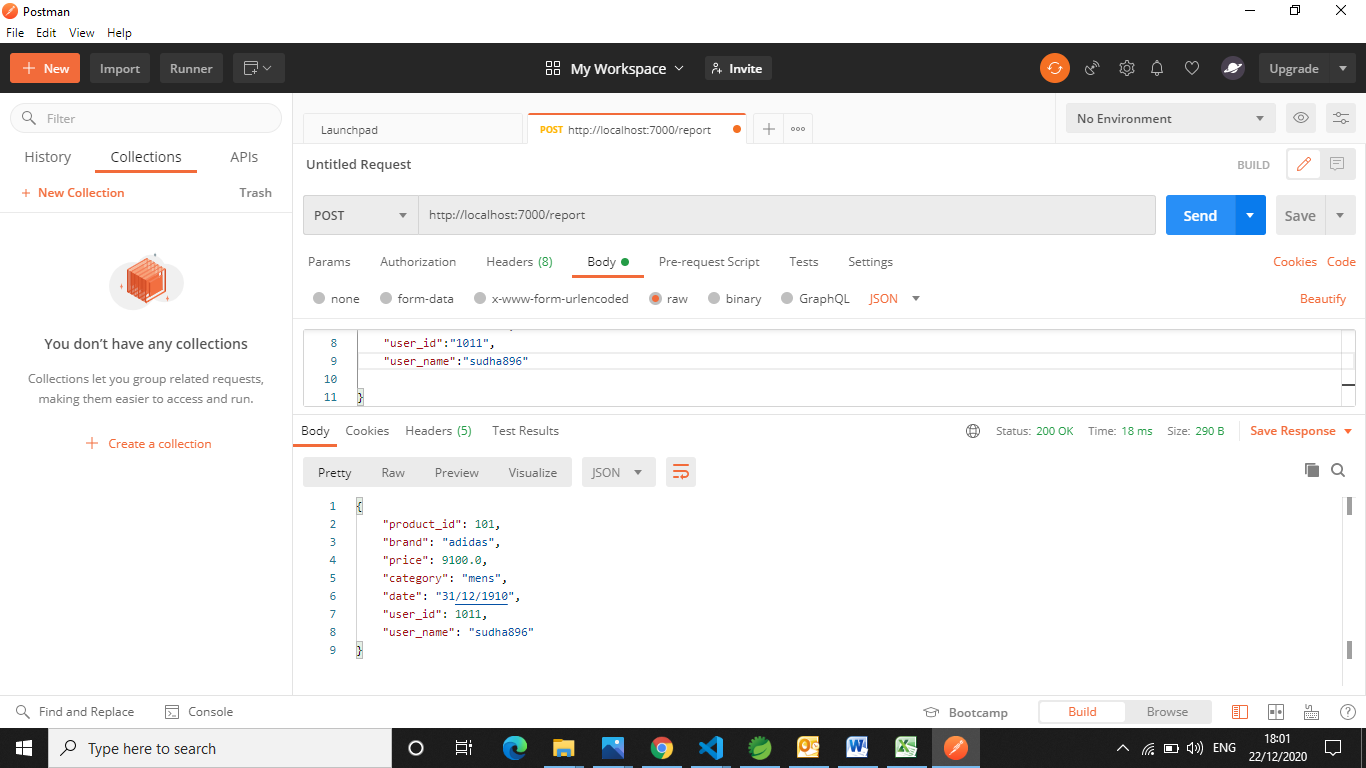 Postman
File Edit View Help
+ New Import Runner My Workspace Invite Upgrade
Filter
History Collections APIs
+ New Collection Trash
You don't have any collections
Collections let you group related requests,
making them easier to access and run.
+ Create a collection
Launchpad POST http://localhost:7000/report No Environment
Untitled Request BUILD
POST http://localhost:7000/report Send Save
Params Authorization Headers (8) Body Pre-request Script Tests Settings Cookies Code
none form-data x-www-form-urlencoded raw binary GraphQL JSON Beautify
8 "user_id":"1011",
9 "user_name":"sudha896"
10
11 }
Body Cookies Headers (5) Test Results Status: 200 OK Time: 18 ms Size: 290 B Save Response
Pretty Raw Preview Visualize JSON
1 {
2 "product_id": 101,
3 "brand": "adidas",
4 "price": 9100.0,
5 "category": "mens",
6 "date": "31/12/1910",
7 "user_id": 1011,
8 "user_name": "sudha896"
9 }
Find and Replace Console Bootcamp Build Browse
Type here to search ENG 18:01
22/12/2020